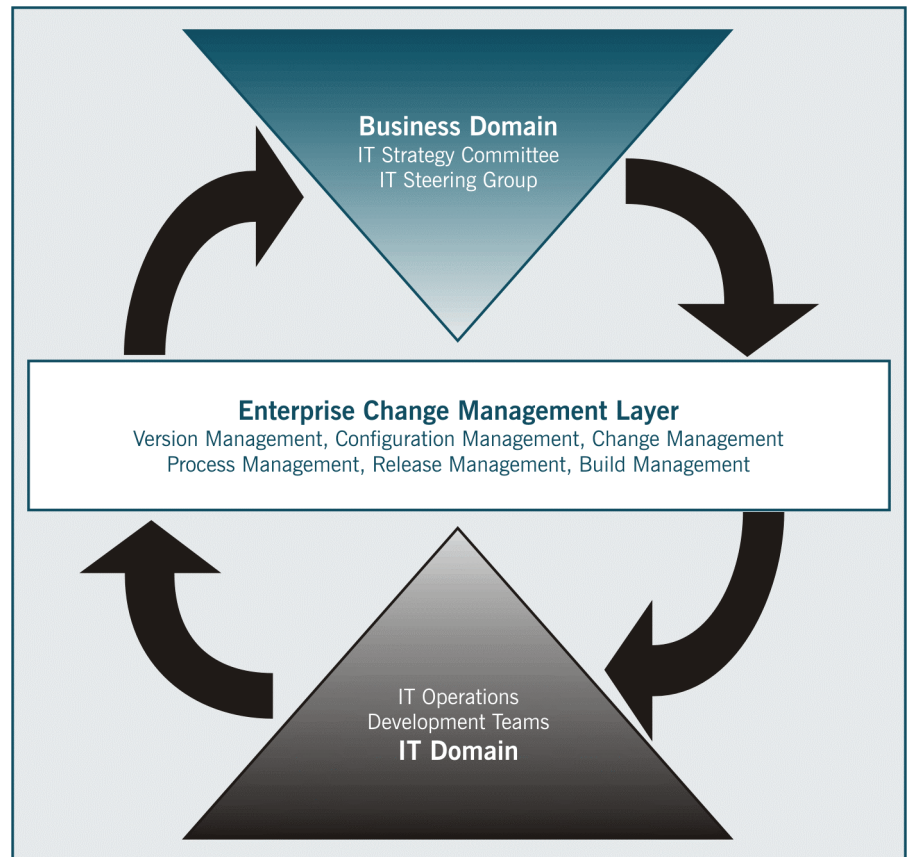 Business Domain
IT Strategy Committee
IT Steering Group
Enterprise Change Management Layer
Version Management, Configuration Management, Change Management
Process Management, Release Management, Build Management
IT Operations
Development Teams
IT Domain